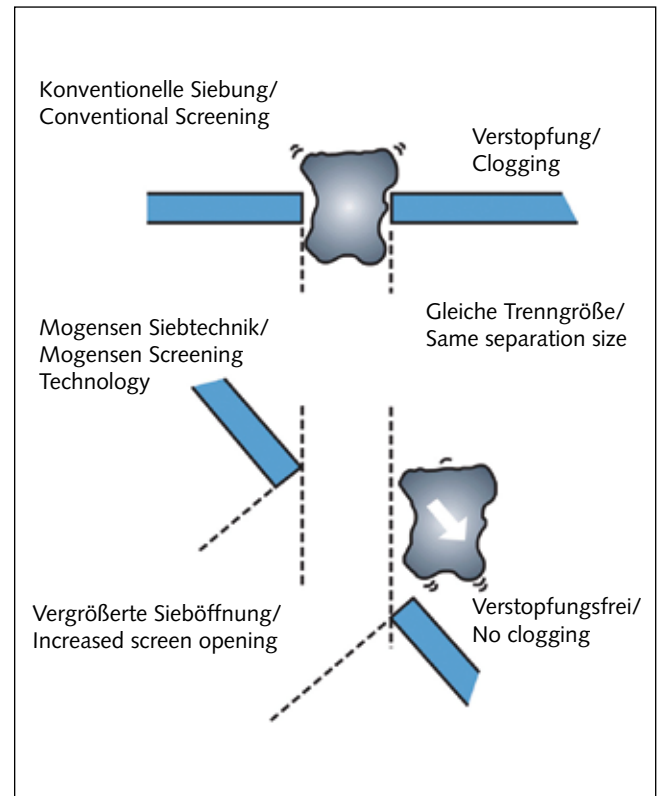 Konventionelle Siebung/
Conventional Screening
Verstopfung/
Clogging
Gleiche Trenngröße/
Same separation size
Mogensen Siebtechnik/
Mogensen Screening
Technology
Vergrößerte Sieböffnung/
Increased screen opening
Verstopfungsfrei/
No clogging